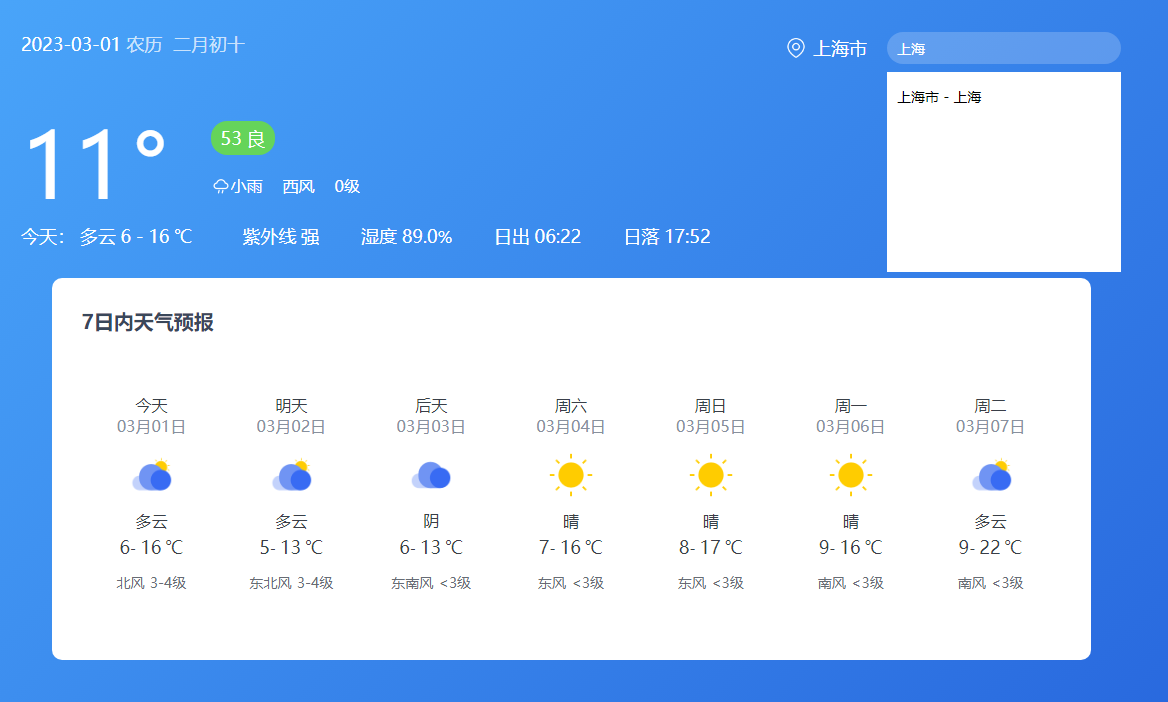 2023-03-01 农历 二月初十
上海市
上海
上海市 - 上海
11°
53 良
小雨 西风 0级
今天： 多云 6 - 16 ℃ 紫外线 强 湿度 89.0% 日出 06:22 日落 17:52
7日内天气预报
今天 明天 后天 周六 周日 周一 周二
03月01日 03月02日 03月03日 03月04日 03月05日 03月06日 03月07日
多云 多云 阴 晴 晴 晴 多云
6- 16 ℃ 5- 13 ℃ 6- 13 ℃ 7- 16 ℃ 8- 17 ℃ 9- 16 ℃ 9- 22 ℃
北风 3-4级 东北风 3-4级 东南风 <3级 东风 <3级 东风 <3级 南风 <3级 南风 <3级